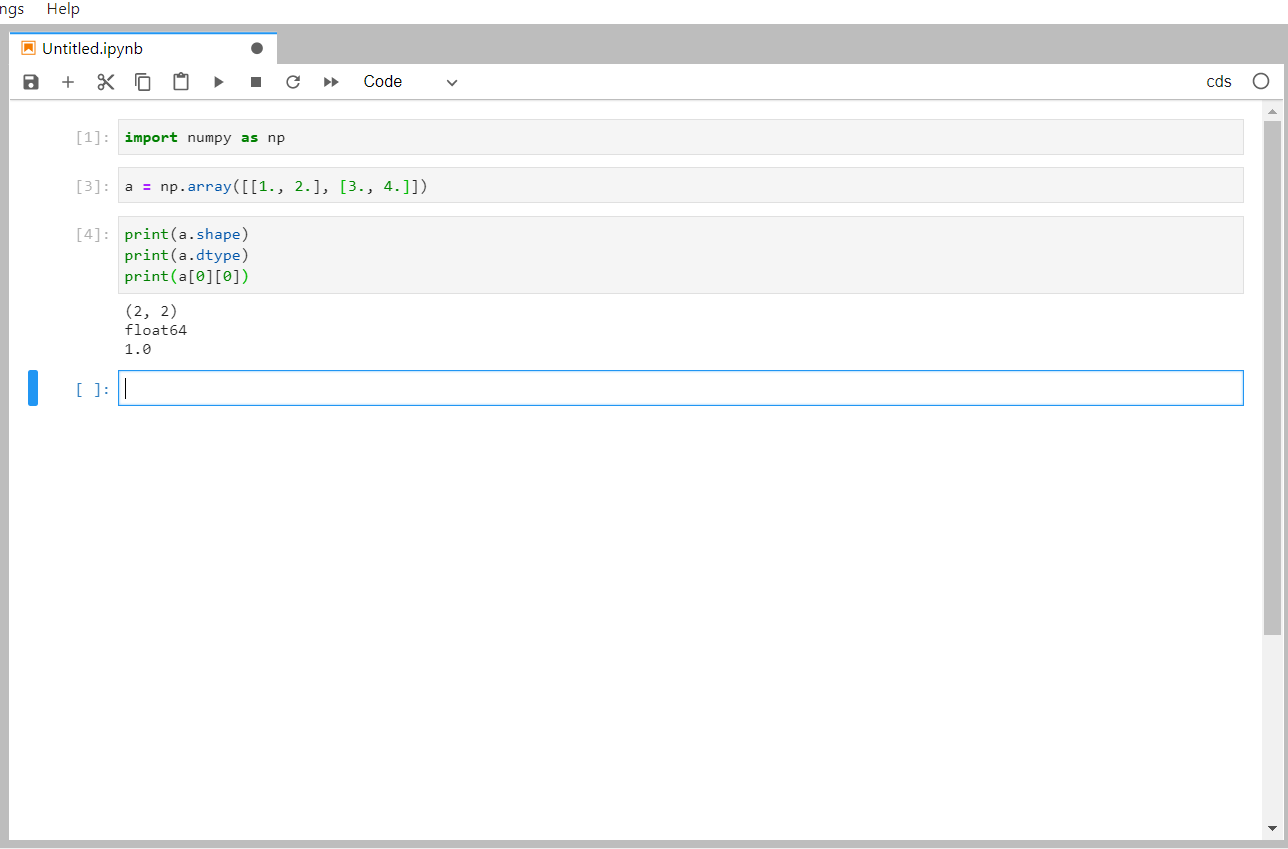 ngs Help
Untitled.ipynb
Code cds
[1]: import numpy as np
[3]: a = np.array([[1., 2.], [3., 4.]])
[4]: print(a.shape)
print(a.dtype)
print(a[0][0])
(2, 2)
float64
1.0
[ ]: